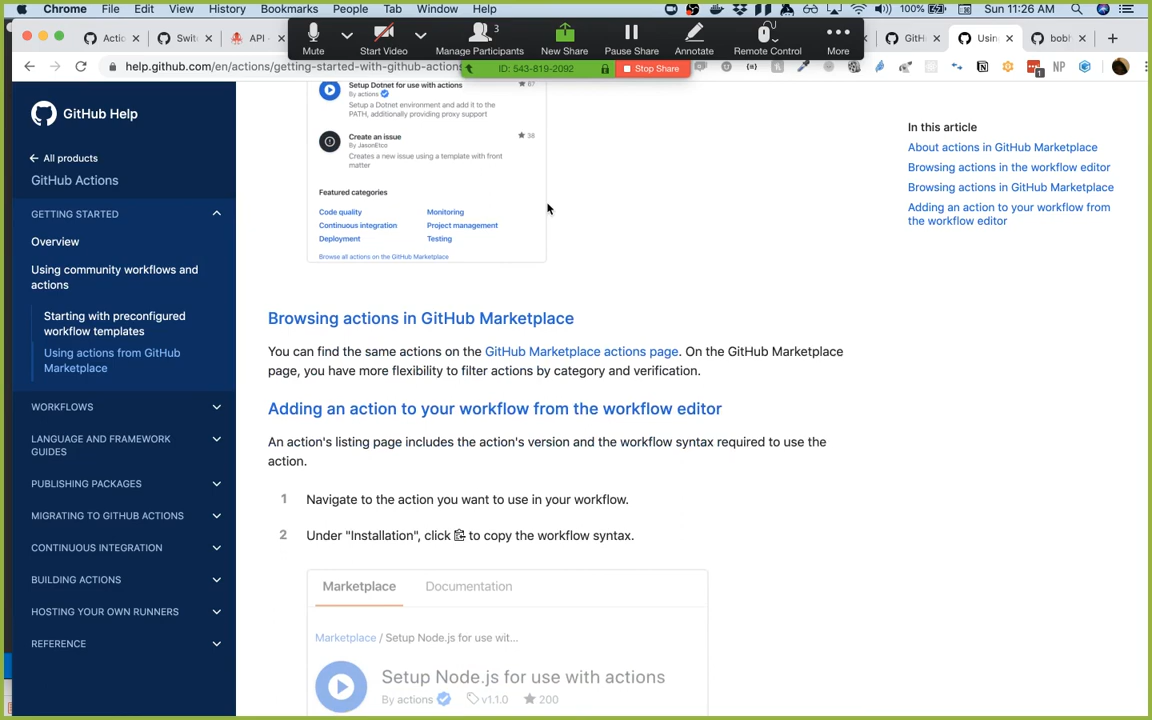 Chrome File Edit View History Bookmarks People Tab Window Help 100% Sun 11:26 AM
Actio Swit API GitH Usin bobh
Mute Start Video 3 Manage Participants New Share Pause Share Annotate Remote Control More
help.github.com/en/actions/getting-started-with-github-actions
ID: 543-819-2092 Stop Share
1 NP
GitHub Help
All products
GitHub Actions
GETTING STARTED
Overview
Using community workflows and
actions
Starting with preconfigured
workflow templates
Using actions from GitHub
Marketplace
WORKFLOWS
LANGUAGE AND FRAMEWORK
GUIDES
PUBLISHING PACKAGES
MIGRATING TO GITHUB ACTIONS
CONTINUOUS INTEGRATION
BUILDING ACTIONS
HOSTING YOUR OWN RUNNERS
REFERENCE
Setup Dotnet for use with actions 67
By actions
Setup a Dotnet environment and add it to the
PATH, additionally providing proxy support
Create an issue 38
By JasonEtco
Creates a new issue using a template with front
matter
Featured categories
Code quality Monitoring
Continuous integration Project management
Deployment Testing
Browse all actions on the GitHub Marketplace
Browsing actions in GitHub Marketplace
You can find the same actions on the GitHub Marketplace actions page. On the GitHub Marketplace
page, you have more flexibility to filter actions by category and verification.
Adding an action to your workflow from the workflow editor
An action's listing page includes the action's version and the workflow syntax required to use the
action.
1 Navigate to the action you want to use in your workflow.
2 Under "Installation", click to copy the workflow syntax.
Marketplace Documentation
Marketplace / Setup Node.js for use wit...
Setup Node.js for use with actions
By actions v1.1.0 200
In this article
About actions in GitHub Marketplace
Browsing actions in the workflow editor
Browsing actions in GitHub Marketplace
Adding an action to your workflow from
the workflow editor